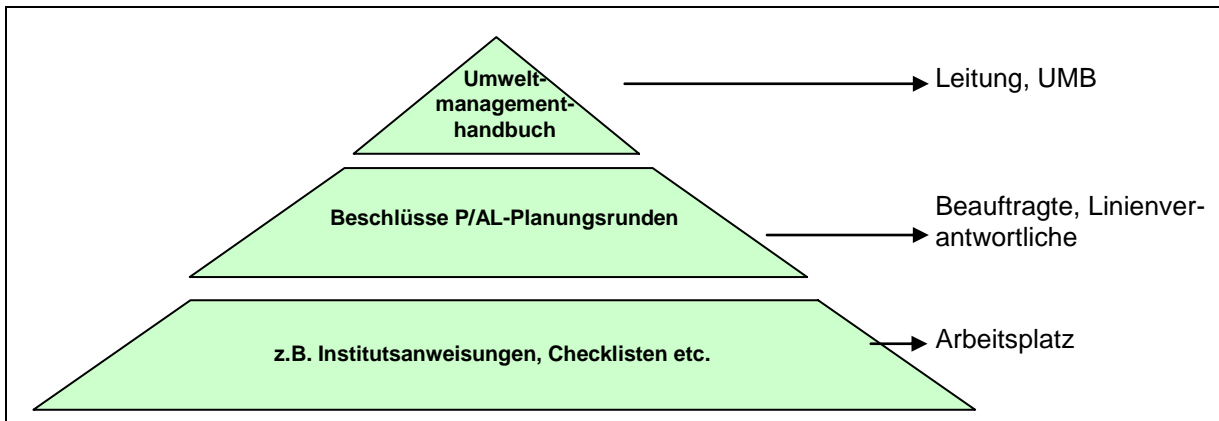 Umwelt-
management-
handbuch
Leitung, UMB
Beschlüsse P/AL-Planungsrunden
Beauftragte, Linienver-
antwortliche
z.B. Institutsanweisungen, Checklisten etc.
Arbeitsplatz